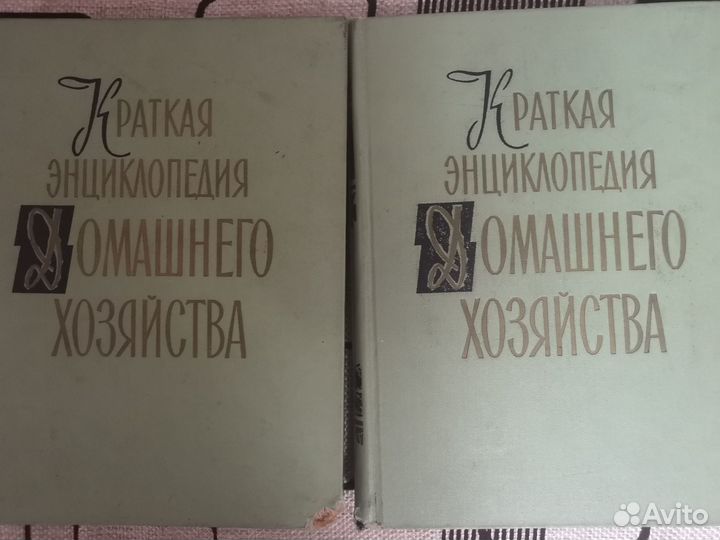 Краткая
энциклопедия
Домашнего
хозяйства
Краткая
энциклопедия
Домашнего
хозяйства
Avito